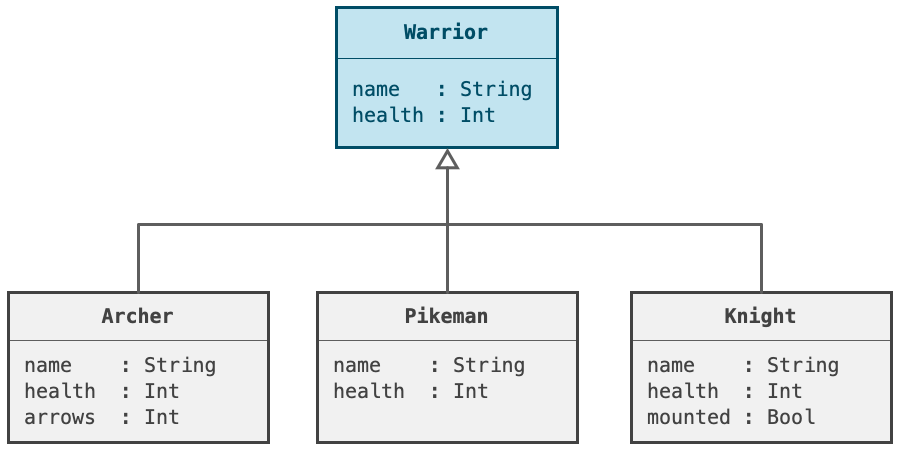 Warrior
name : String
health : Int
Archer
name : String
health : Int
arrows : Int
Pikeman
name : String
health : Int
Knight
name : String
health : Int
mounted : Bool